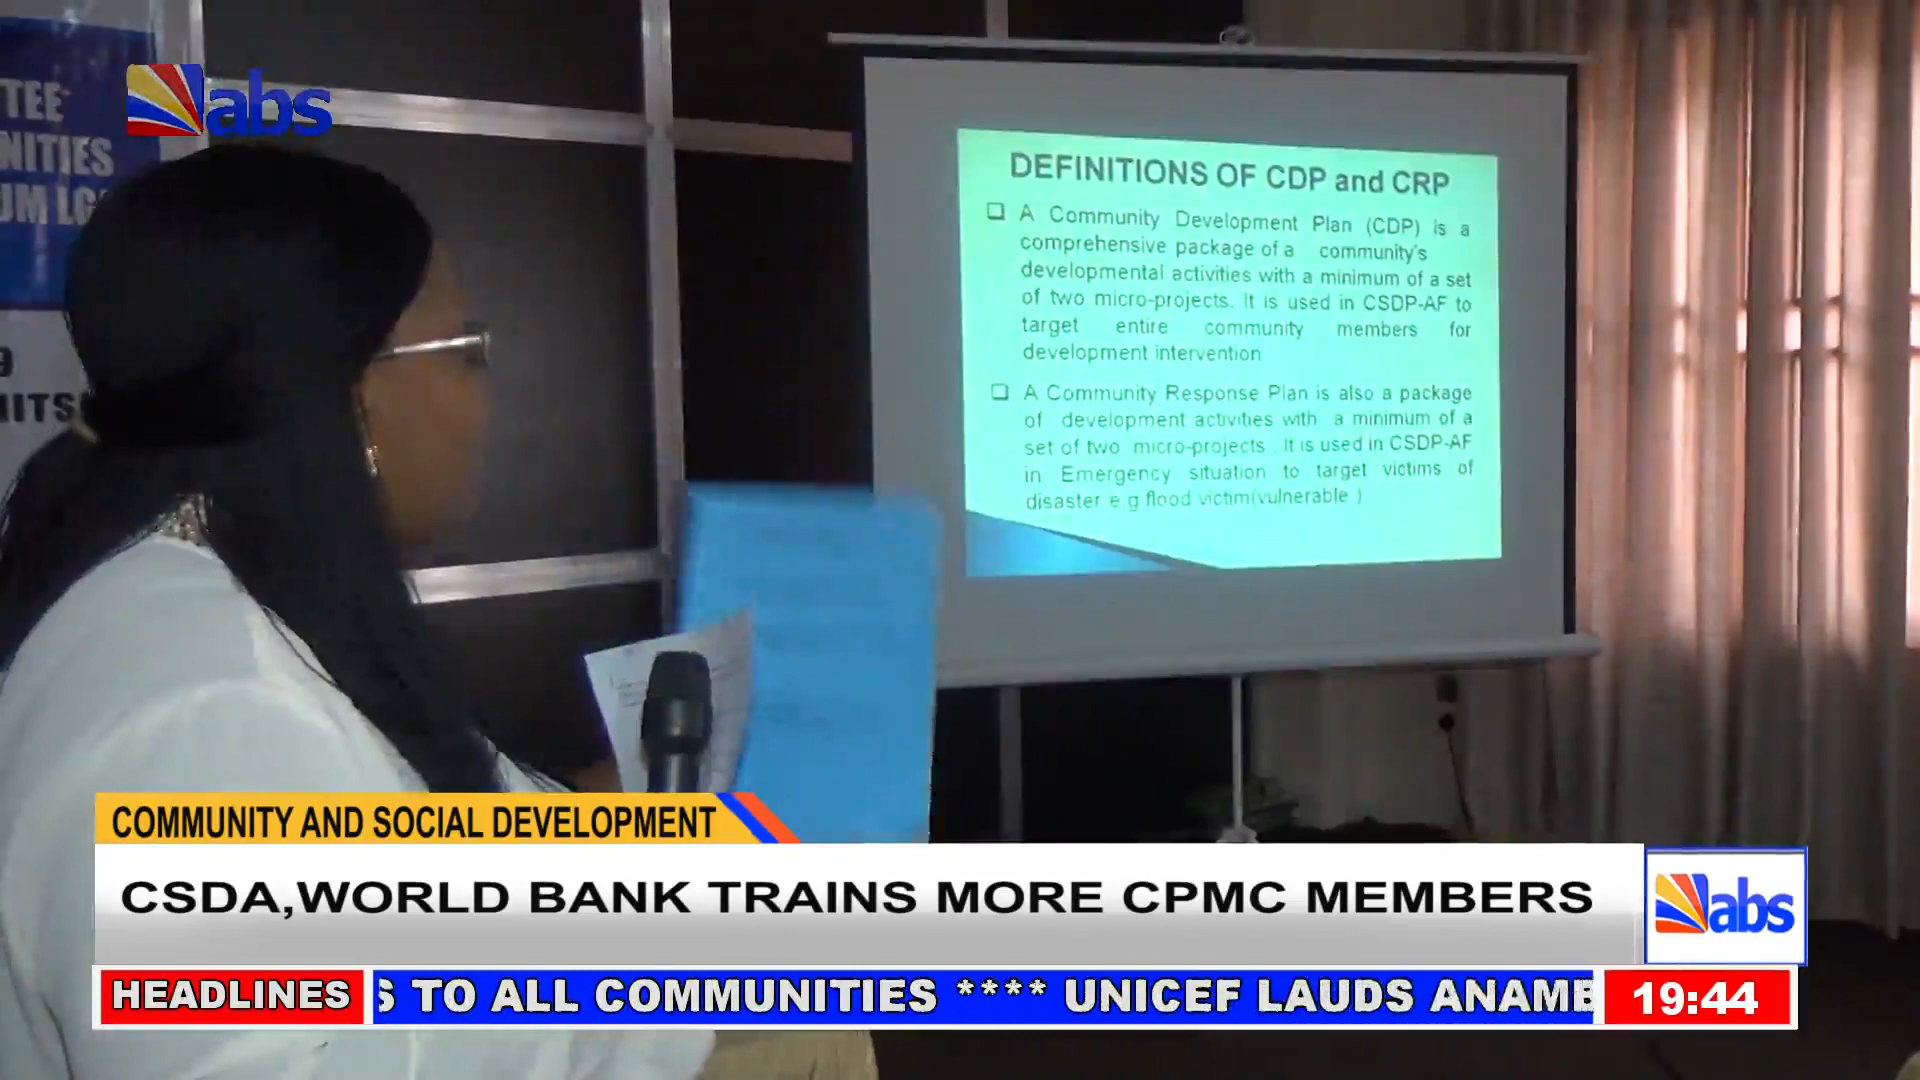 TEE
NITIES
UM LG
9
abs
DEFINITIONS OF CDP and CRP
❑ A Community Development Plan (CDP) is a
comprehensive package of a community's
developmental activities with a minimum of a set
of two micro-projects. It is used in CSDP-AF to
target entire community members for
development intervention
❑ A Community Response Plan is also a package
of development activities with a minimum of a
set of two micro-projects . It is used in CSDP-AF
in Emergency situation to target victims of
disaster e g flood victim(vulnerable )
COMMUNITY AND SOCIAL DEVELOPMENT
CSDA,WORLD BANK TRAINS MORE CPMC MEMBERS
abs
HEADLINES
S TO ALL COMMUNITIES **** UNICEF LAUDS ANAMB
19:44